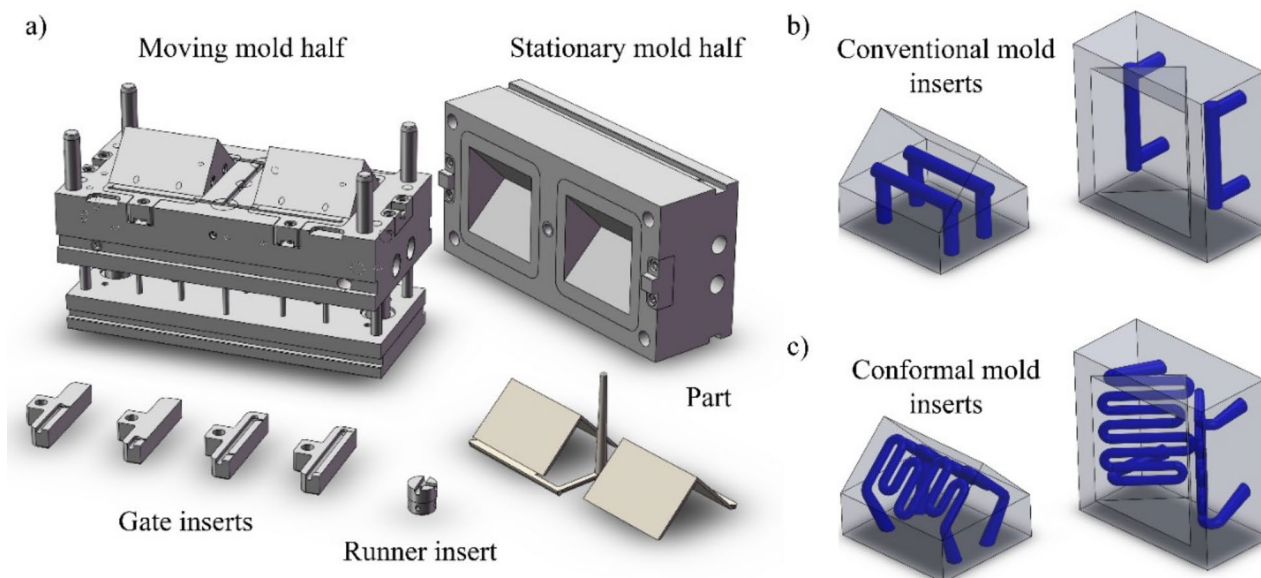 a)
Moving mold half
Stationary mold half
Gate inserts
Runner insert
Part
b)
Conventional mold
inserts
c)
Conformal mold
inserts